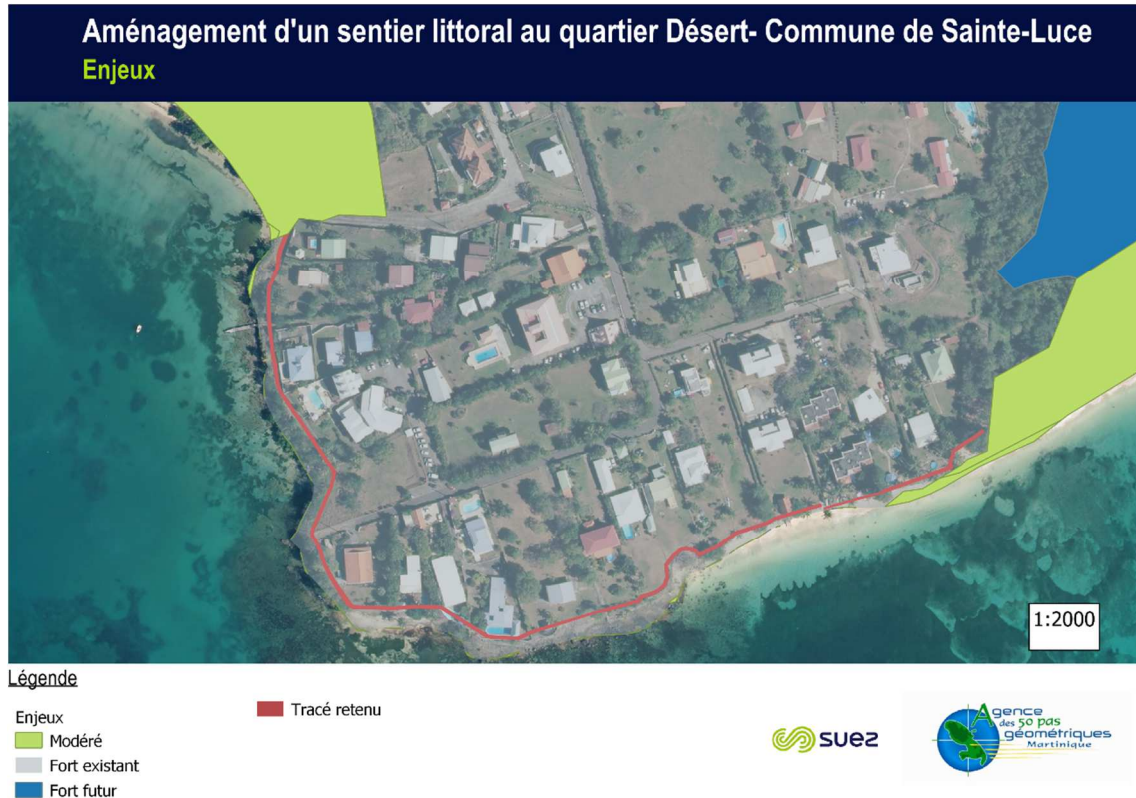 Aménagement d'un sentier littoral au quartier Désert- Commune de Sainte-Luce
Enjeux
1:2000
Légende
Enjeux
Modéré
Fort existant
Fort futur
Tracé retenu
suez
Agence
des 50 pas
géométriques
Martinique